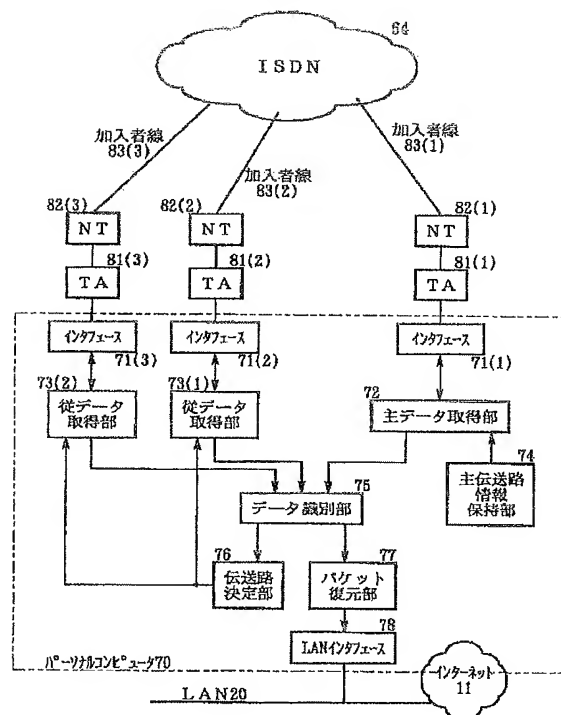 64
ISDN
加入者線
83(3)
加入者線
83(2)
加入者線
83(1)
82(3)
NT
82(2)
NT
82(1)
NT
81(3)
TA
81(2)
TA
81(1)
TA
インタフェース
71(3)
インタフェース
71(2)
インタフェース
71(1)
73(2)
従データ
取得部
73(1)
従データ
取得部
72
主データ取得部
74
主伝送路
情報
保持部
75
データ識別部
76
伝送路
決定部
77
パケット
復元部
78
LANインタフェース
パーソナルコンピュータ70
インターネット
11
LAN20